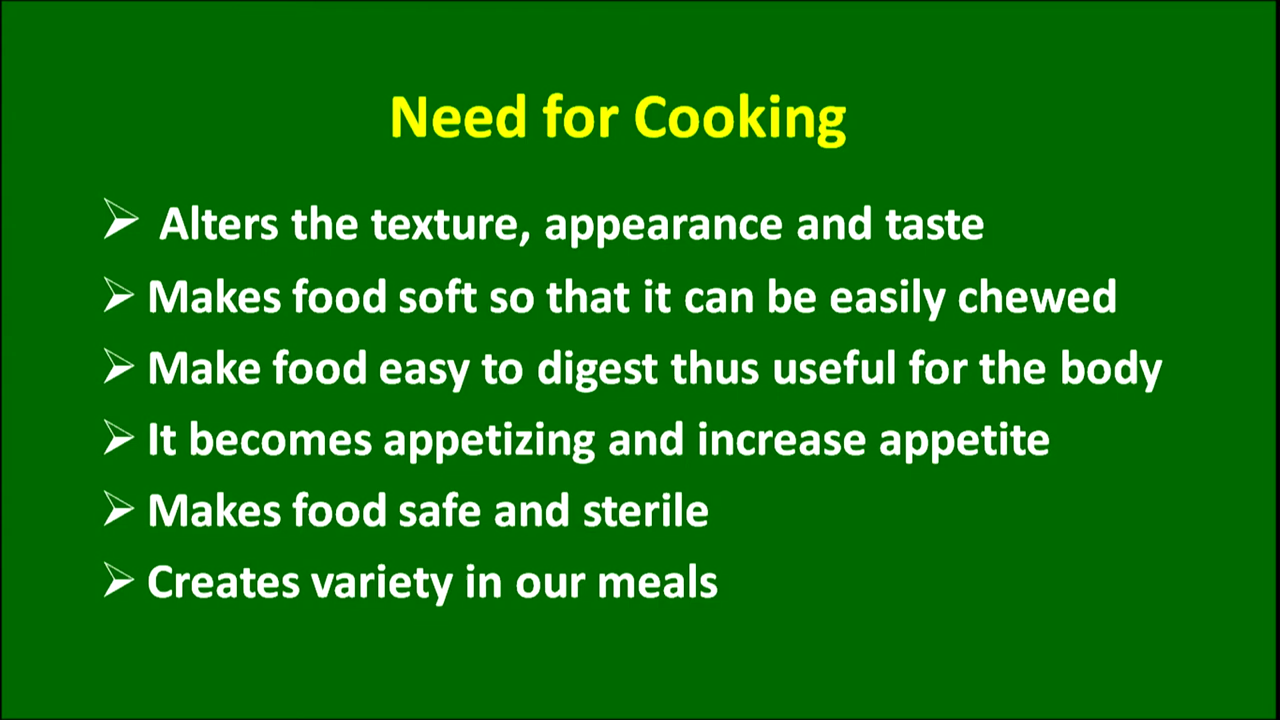 Need for Cooking
➢ Alters the texture, appearance and taste
➢ Makes food soft so that it can be easily chewed
➢ Make food easy to digest thus useful for the body
➢ It becomes appetizing and increase appetite
➢ Makes food safe and sterile
➢ Creates variety in our meals